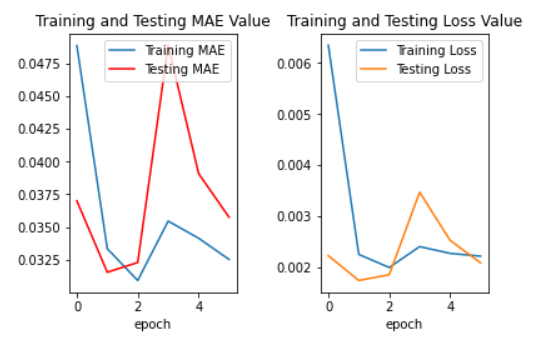 Training and Testing MAE Value
Training MAE
Testing MAE
0.0475
0.0450
0.0425
0.0400
0.0375
0.0350
0.0325
0
2
4
epoch
Training and Testing Loss Value
Training Loss
Testing Loss
0.006
0.005
0.004
0.003
0.002
0
2
4
epoch